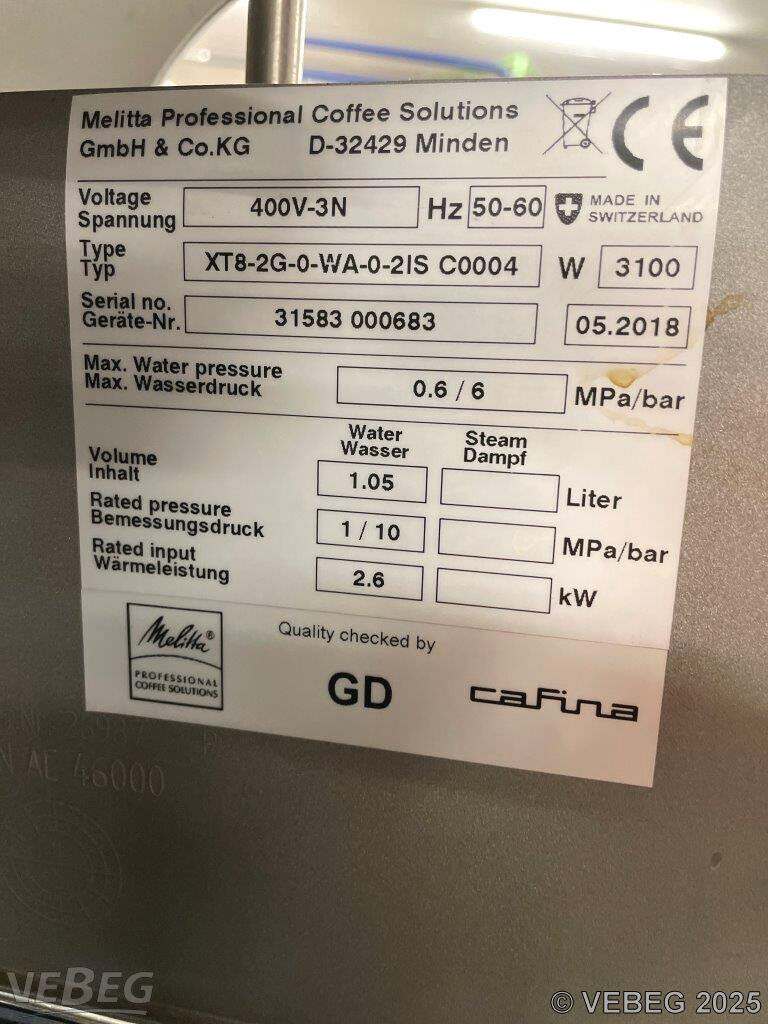 Melitta Professional Coffee Solutions
GmbH & Co.KG D-32429 Minden
CE
Voltage
Spannung
400V-3N
Hz 50-60
MADE IN
SWITZERLAND
Type
Typ
XT8-2G-0-WA-0-2IS C0004
W 3100
Serial no.
Geräte-Nr.
31583 000683
05.2018
Max. Water pressure
Max. Wasserdruck
0.6 / 6
MPa/bar
Water
Wasser
Steam
Dampf
Volume
Inhalt
1.05
Liter
Rated pressure
Bemessungsdruck
1 / 10
MPa/bar
Rated input
Wärmeleistung
2.6
kW
Melitta®
PROFESSIONAL
COFFEE SOLUTIONS
Quality checked by
GD
cafina
AE 46000
VEBEG
© VEBEG 2025